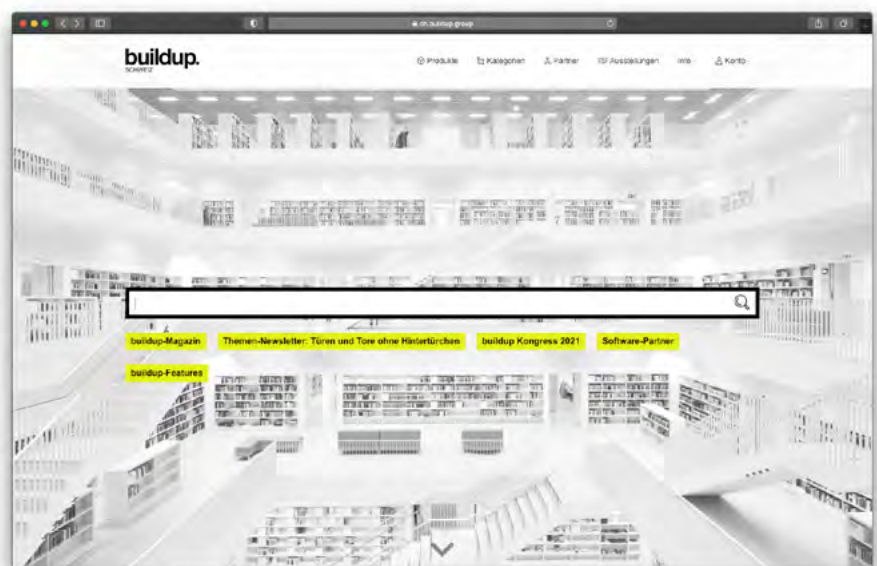 ch.buildup.group
buildup.
SCHWEIZ
Produkte Kategorien Partner Ausstellungen Info Konto
buildup-Magazin Themen-Newsletter: Türen und Tore ohne Hintertürchen buildup Kongress 2021 Software-Partner
buildup-Features